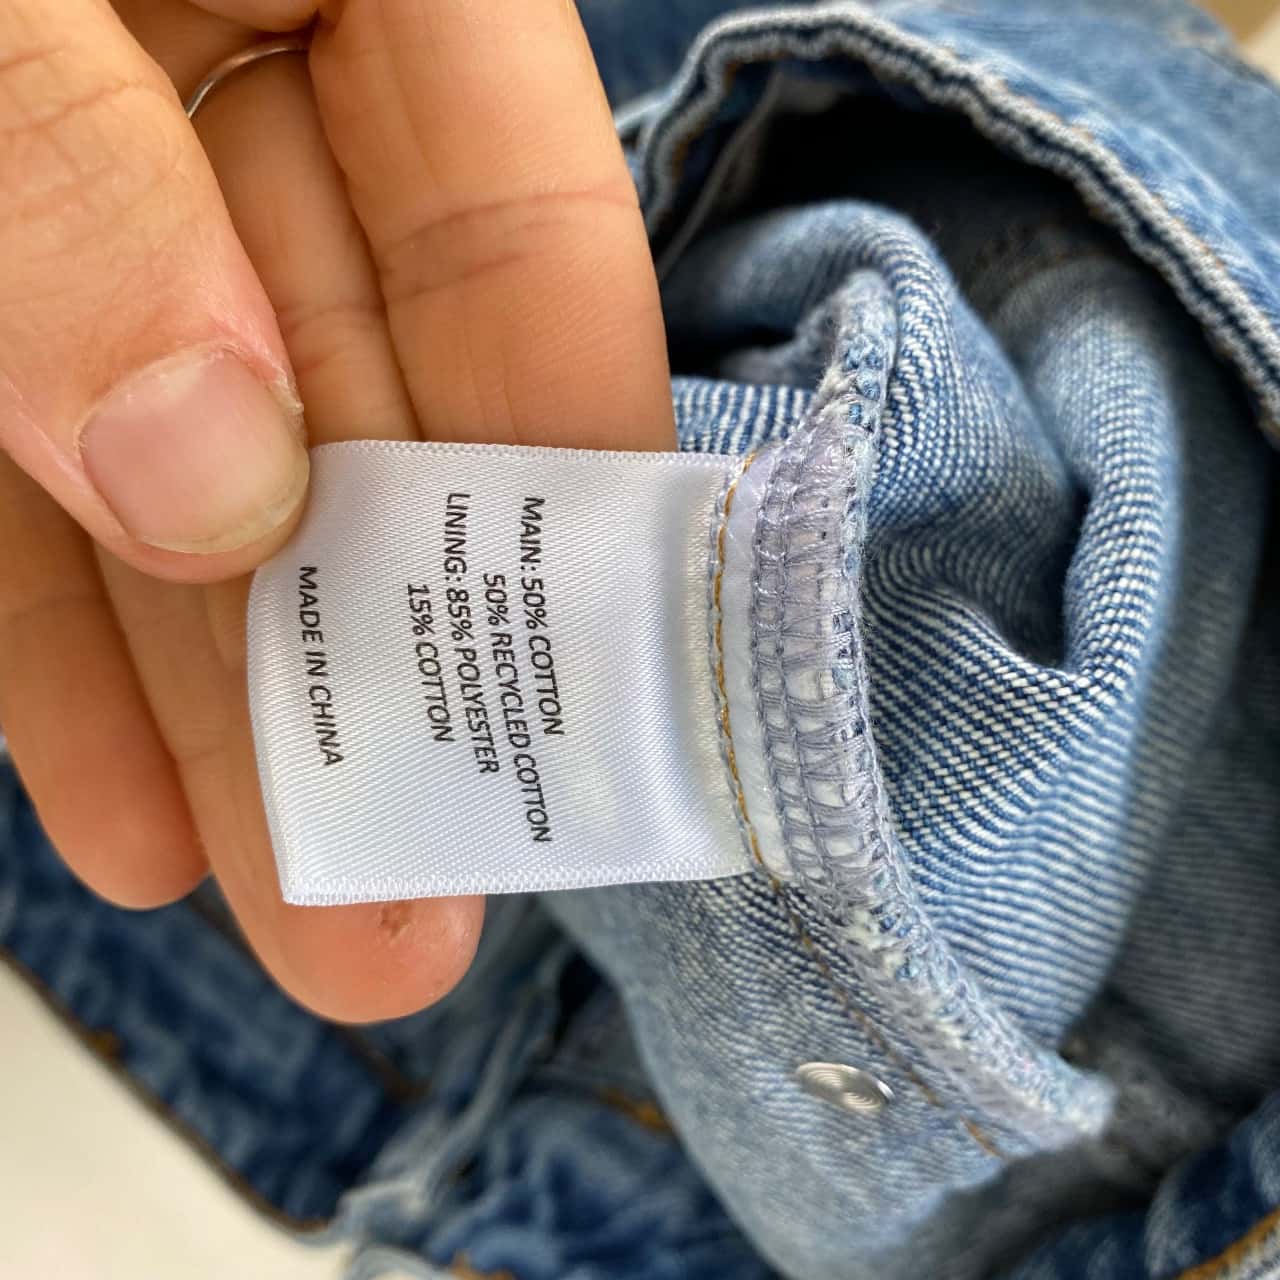 MAIN: 50% COTTON
50% RECYCLED COTTON
LINING: 85% POLYESTER
15% COTTON
MADE IN CHINA